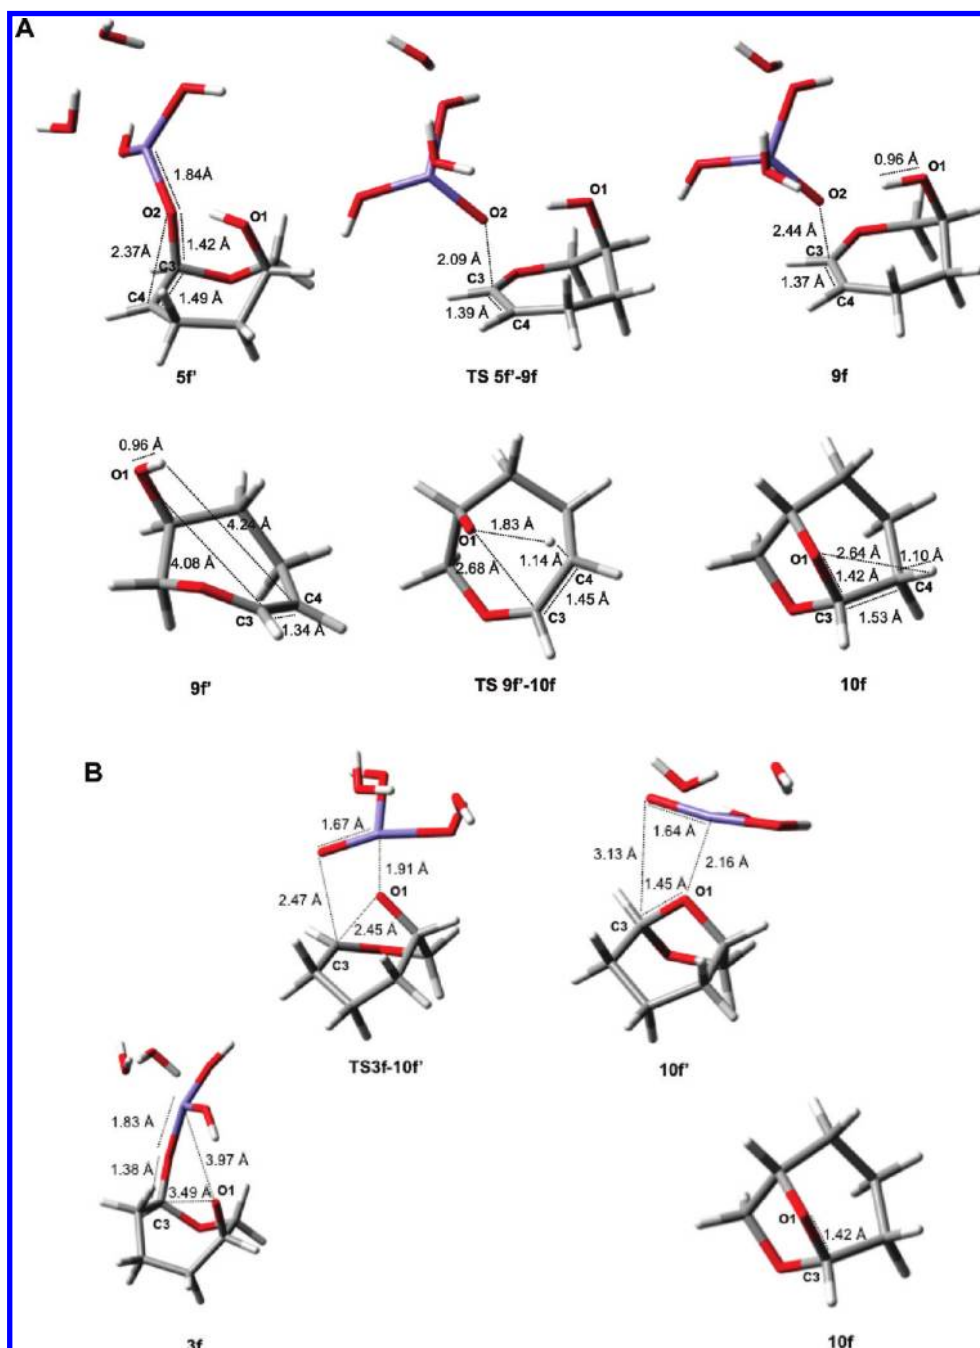 A
1.84Å
O2
O1
2.37Å
1.42 Å
C3
C4
1.49 Å
5f’
O2
O1
2.09 Å
C3
1.39 Å
C4
TS 5f’-9f
0.96 Å
O1
O2
2.44 Å
C3
1.37 Å
C4
9f
0.96 Å
O1
4.24Å
4.08 Å
C4
C3
1.34 Å
9f’
1.83 Å
O1
2.68 Å
1.14 Å
C4
1.45 Å
C3
TS 9f’-10f
O1
2.64 Å
1.10 Å
1.42 Å
C4
C3
1.53 Å
10f
B
1.67 Å
1.91 Å
2.47 Å
O1
2.45 Å
C3
TS3f-10f’
1.64 Å
3.13 Å
2.16 Å
1.45 Å
O1
C3
10f’
1.83 Å
1.38 Å
3.97 Å
3.49 Å
O1
C3
3f
O1
1.42 Å
C3
10f